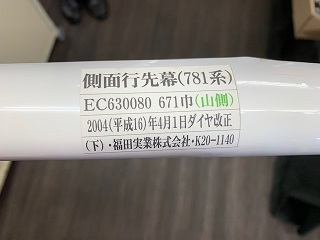 側面行先幕(781系)
EC630080 671巾(山側)
2004(平成16)年4月1日ダイヤ改正
(下)・福田実業株式会社・K20-1140